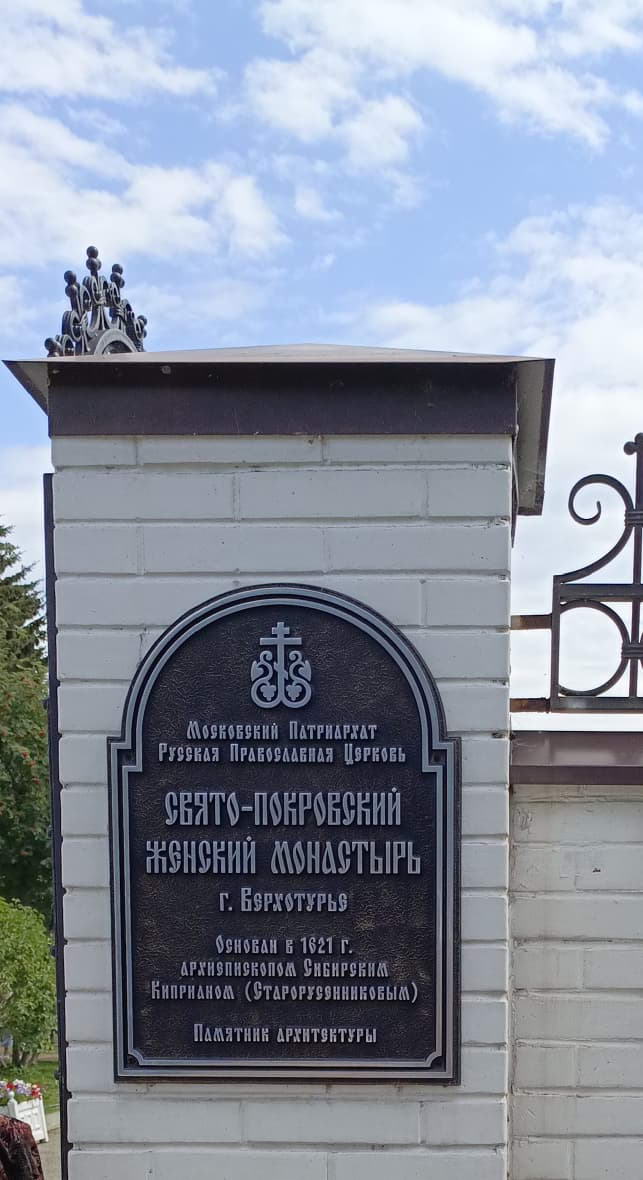 Московский Патриархат
Русская Православная Церковь
СВЯТО-ПОКРОВСКИЙ
ЖЕНСКИЙ МОНАСТЫРЬ
г. Верхотурье
Основан в 1621 г.
архиепископом Сибирским
Киприаном (Старорусенниковым)
Памятник архитектуры